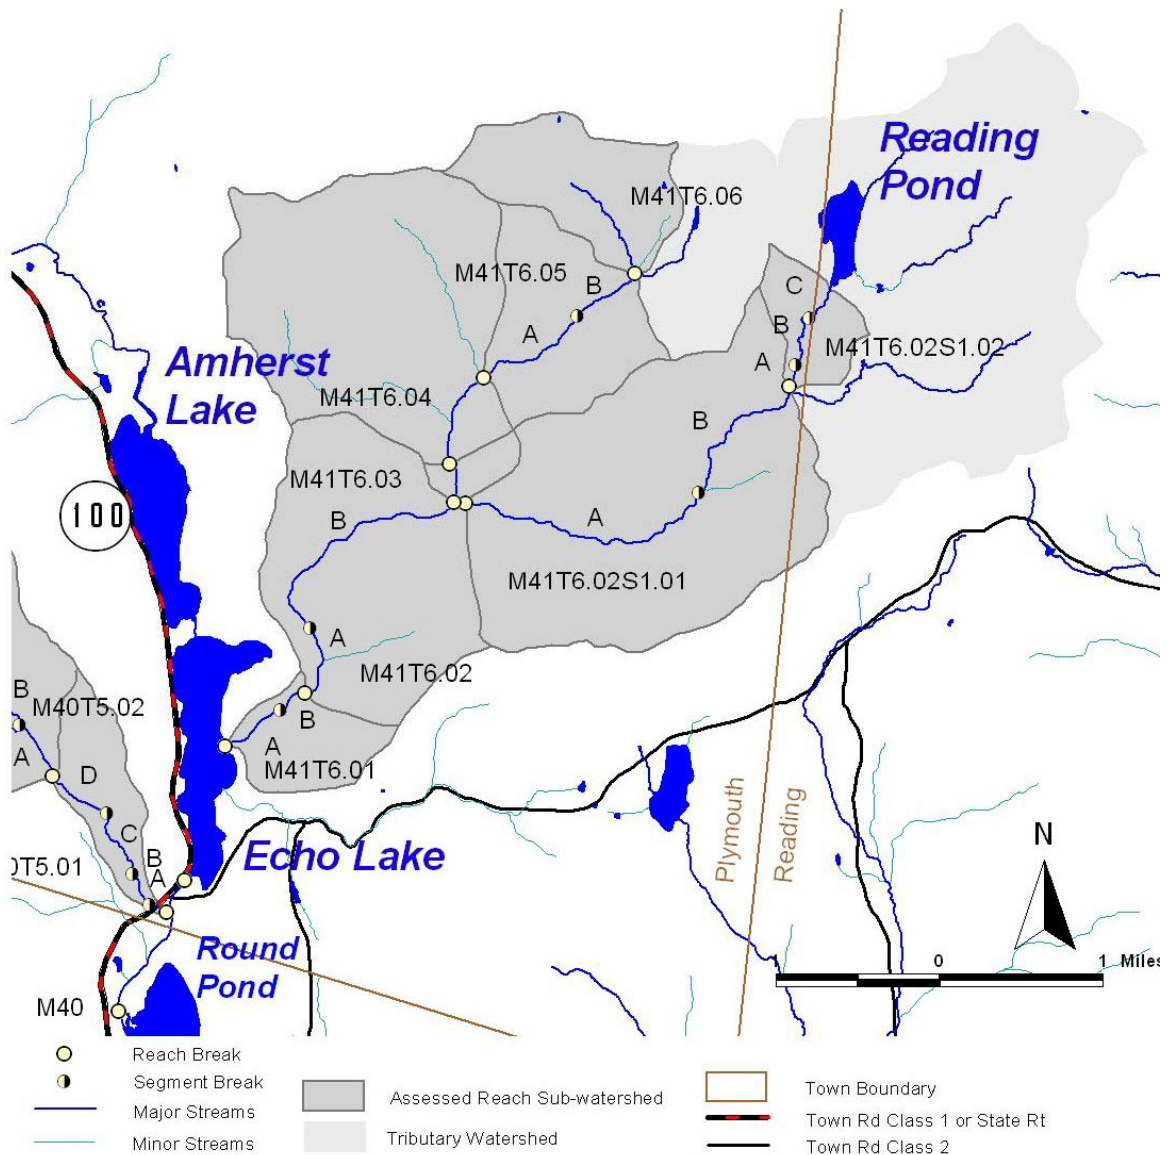 Reading
Pond
M41T6.06
M41T6.05
B
C
A
B
M41T6.02S1.02
Amherst
Lake
A
M41T6.04
B
M41T6.03
100
B
A
M41T6.02S1.01
A
M41T6.02
B
M40T5.02
B
A
A
M41T6.01
D
C
Plymouth
Reading
N
Echo Lake
B
0T5.01
A
Round
Pond
1 0 1 Miles
M40
Reach Break
Segment Break
Major Streams
Minor Streams
Assessed Reach Sub-watershed
Tributary Watershed
Town Boundary
Town Rd Class 1 or State Rt
Town Rd Class 2